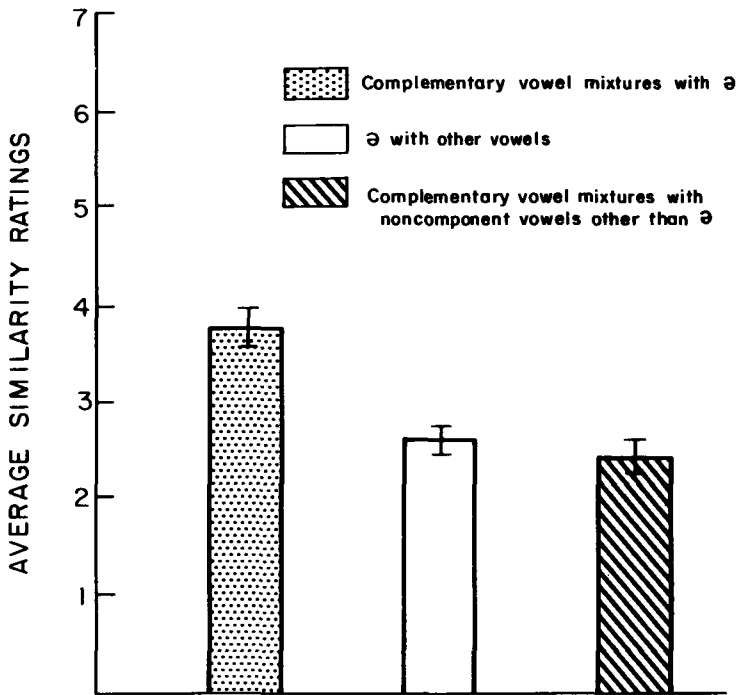 7
6
5
4
3
2
1
AVERAGE SIMILARITY RATINGS
Complementary vowel mixtures with ə
ə with other vowels
Complementary vowel mixtures with
noncomponent vowels other than ə